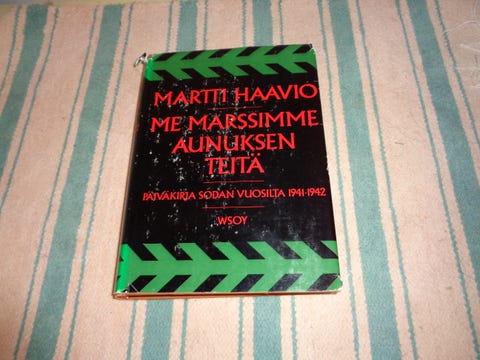 MARTTI HAAVIO
ME MARSSIMME
AUNUKSEN
TEITÄ
PÄIVÄKIRJA SODAN VUOSILTA 1941-1942
WSOY